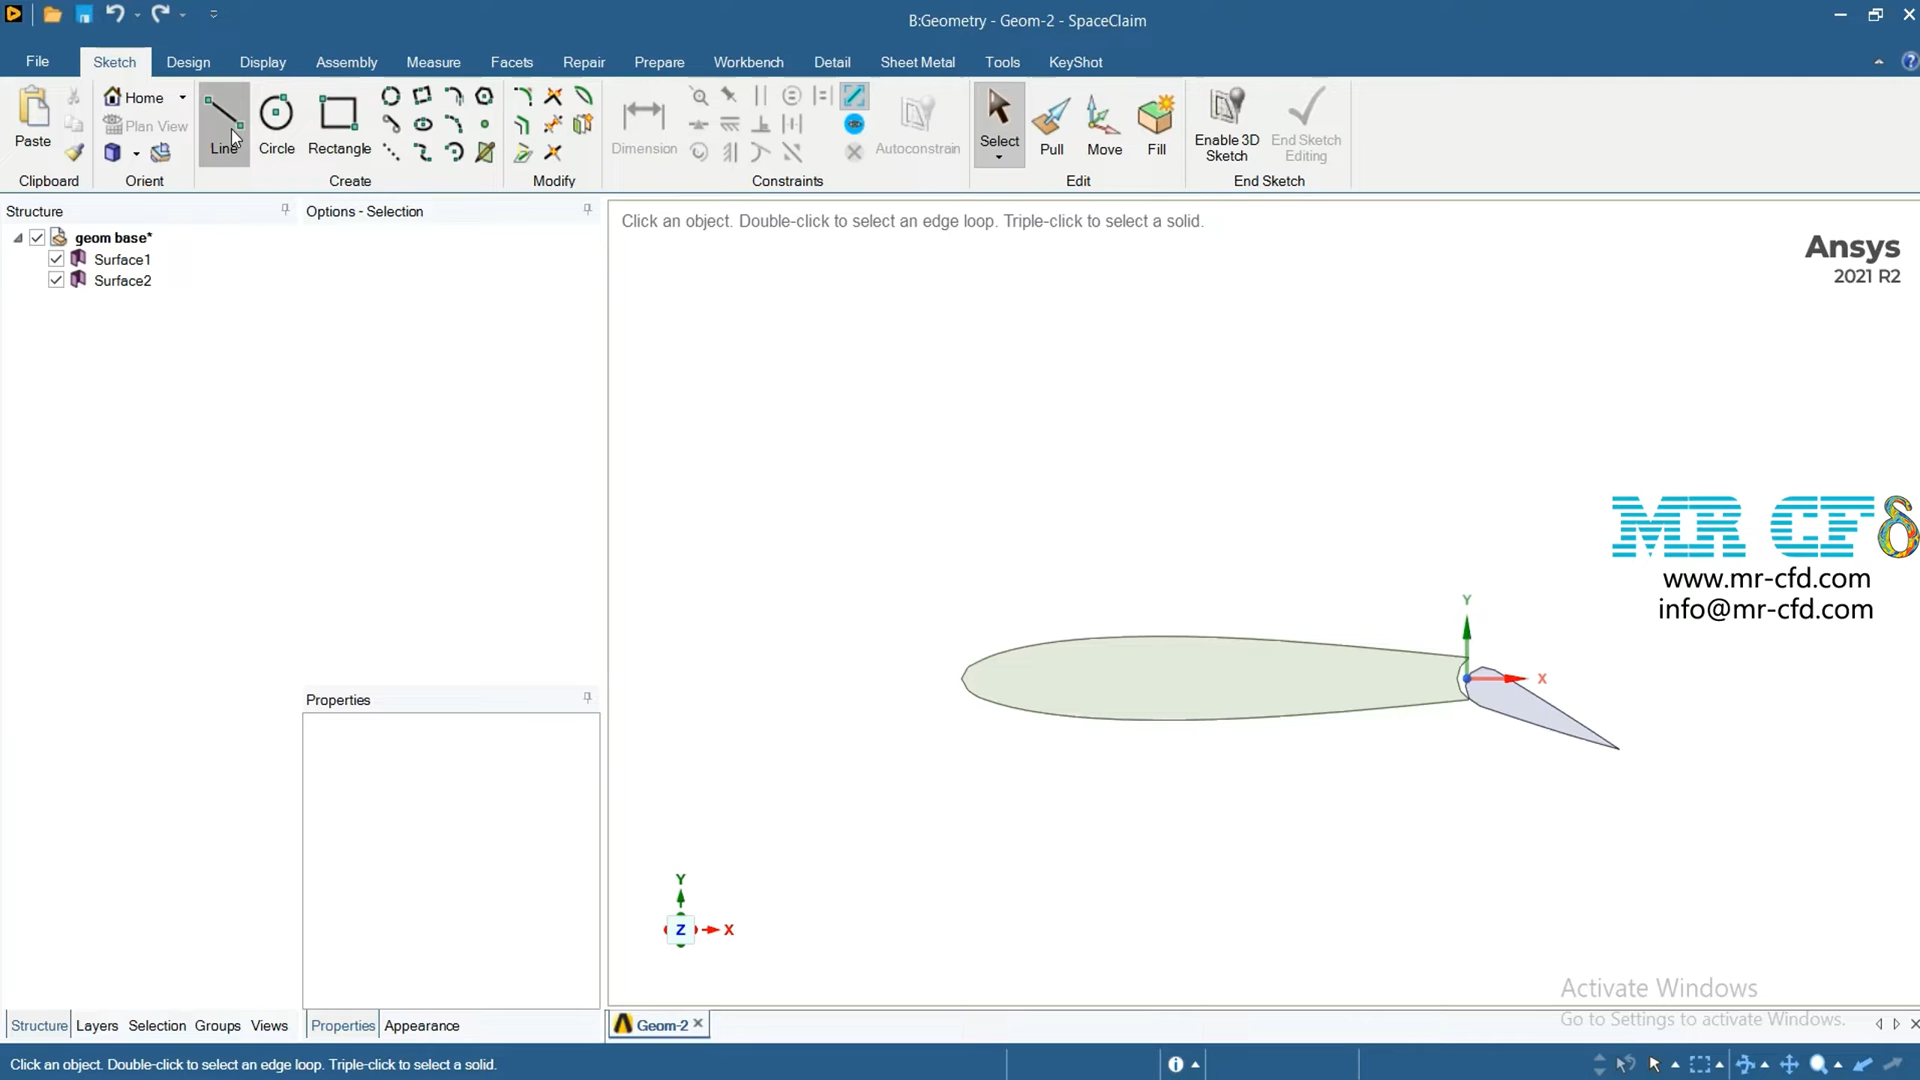 B:Geometry - Geom-2 - SpaceClaim
File Sketch Design Display Assembly Measure Facets Repair Prepare Workbench Detail Sheet Metal Tools KeyShot
Paste
Home
Plan View
Line
Circle
Rectangle
Dimension
Autoconstrain
Select
Pull
Move
Fill
Enable 3D
Sketch
End Sketch
Editing
Clipboard Orient Create Modify Constraints Edit End Sketch
Structure
geom base*
Surface1
Surface2
Options - Selection
Properties
Click an object. Double-click to select an edge loop. Triple-click to select a solid.
Ansys
2021 R2
MR CFD
www.mr-cfd.com
info@mr-cfd.com
Y
X
Y
Z X
Activate Windows
Go to Settings to activate Windows.
Structure Layers Selection Groups Views
Properties Appearance
Geom-2
Click an object. Double-click to select an edge loop. Triple-click to select a solid.